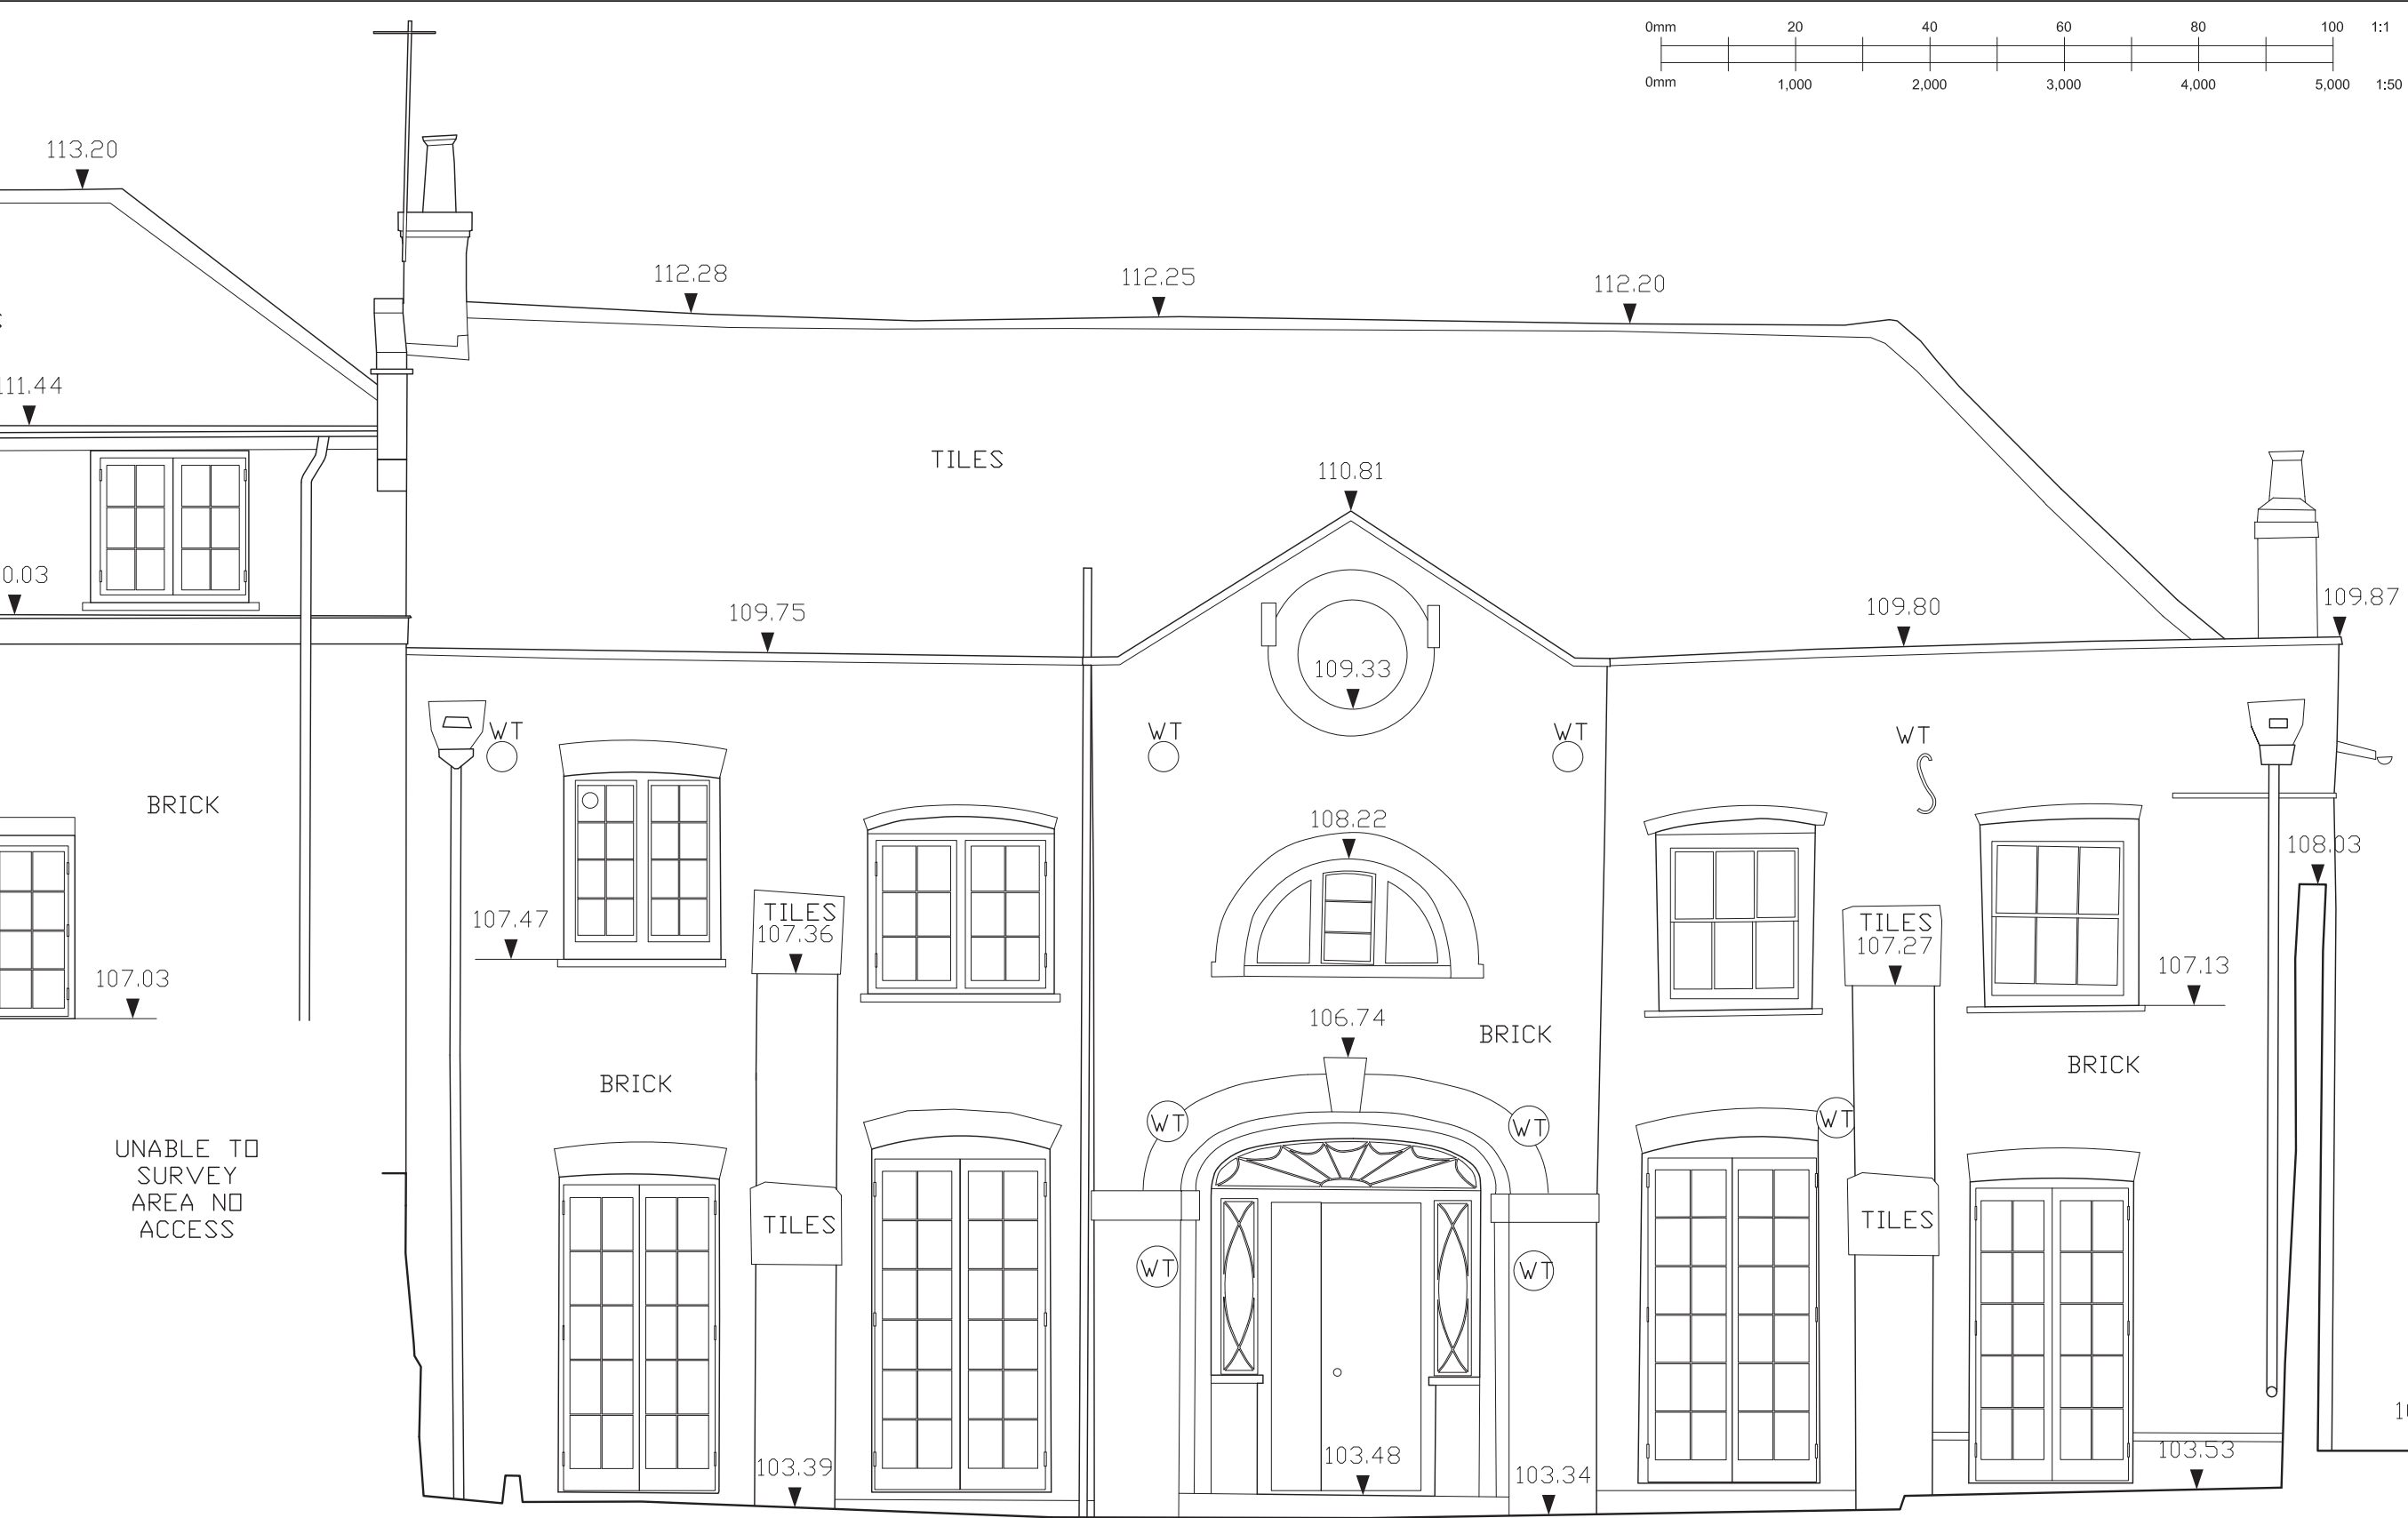 0mm 20 40 60 80 100 1:1
0mm 1,000 2,000 3,000 4,000 5,000 1:50
113.20
112.28
112.25
112.20
111.44
TILES
110.81
0.03
109.75
109.33
109.80
109.87
WT
WT
WT
WT
BRICK
108.22
108.03
107.47
TILES
107.36
TILES
107.27
107.03
107.13
106.74
BRICK
BRICK
BRICK
WT
WT
WT
UNABLE TO
SURVEY
AREA NO
ACCESS
TILES
TILES
WT
WT
103.39
103.48
103.34
103.53